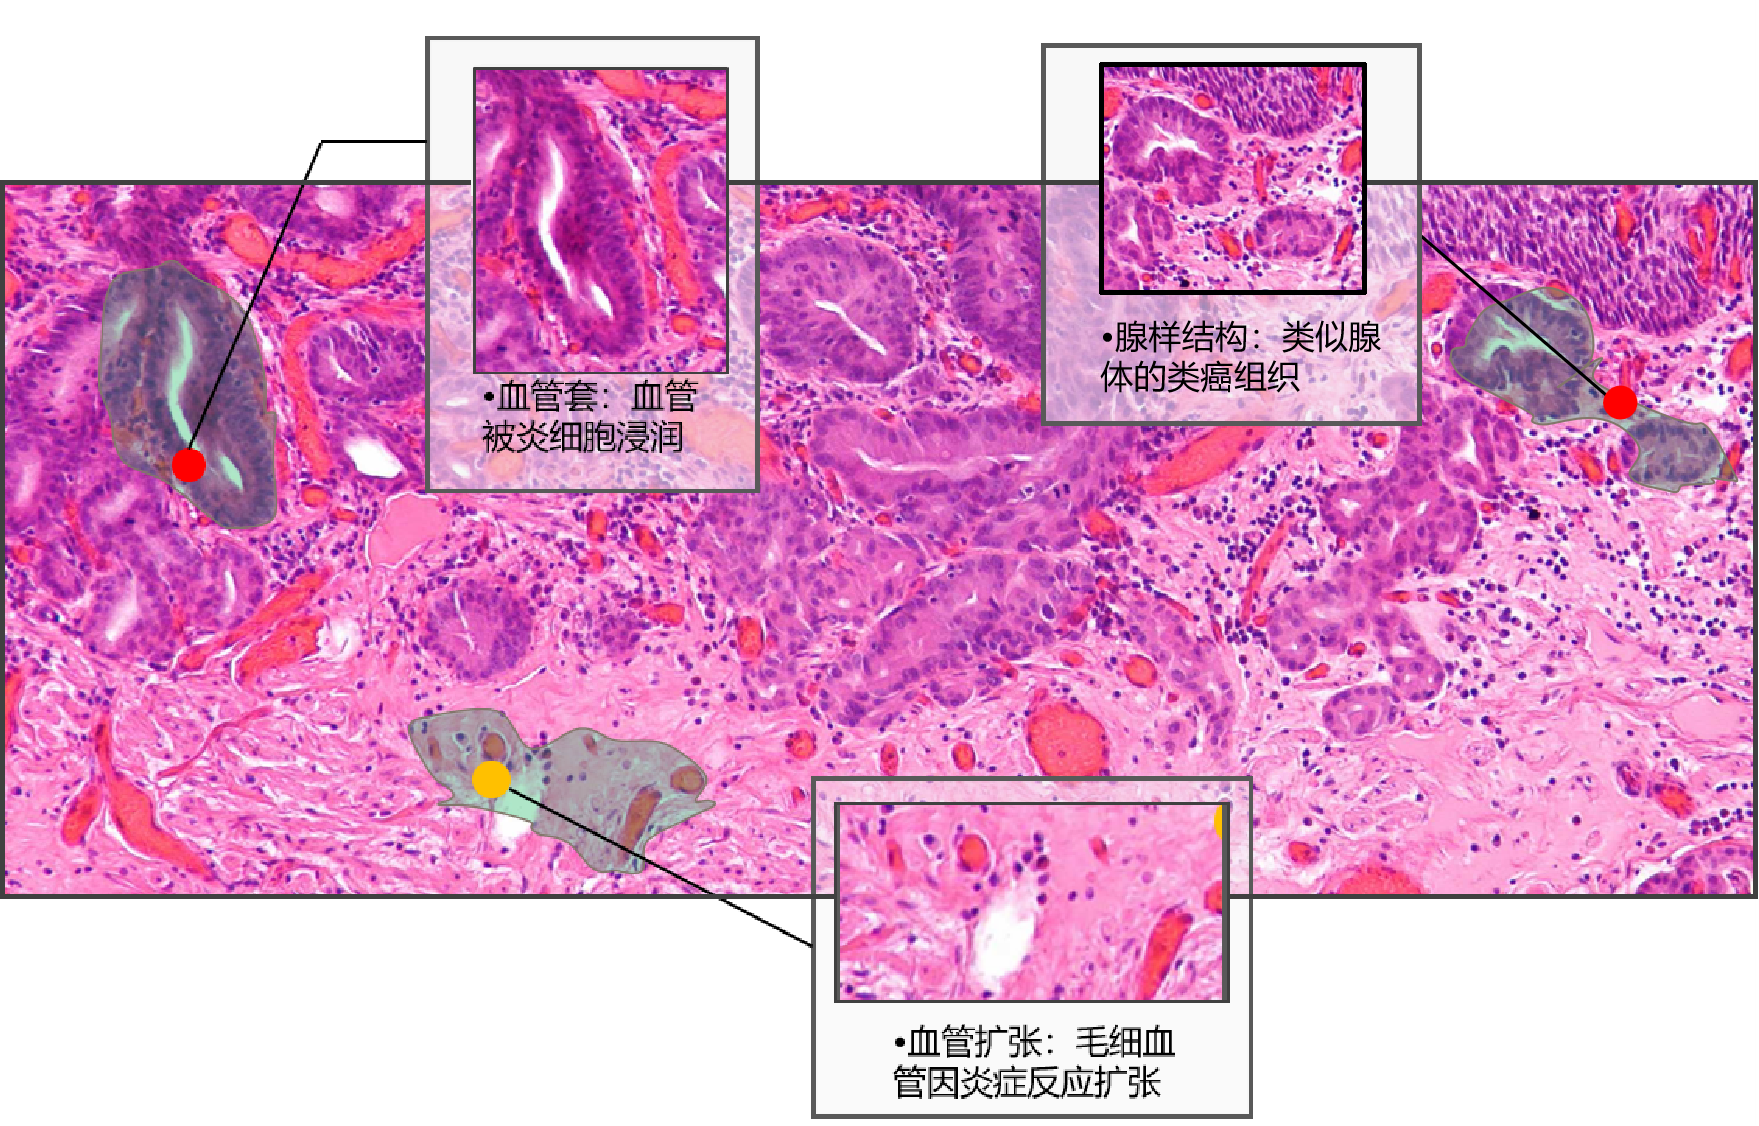 •血管套：血管
被炎细胞浸润
•腺样结构：类似腺
体的类癌组织
•血管扩张：毛细血
管因炎症反应扩张